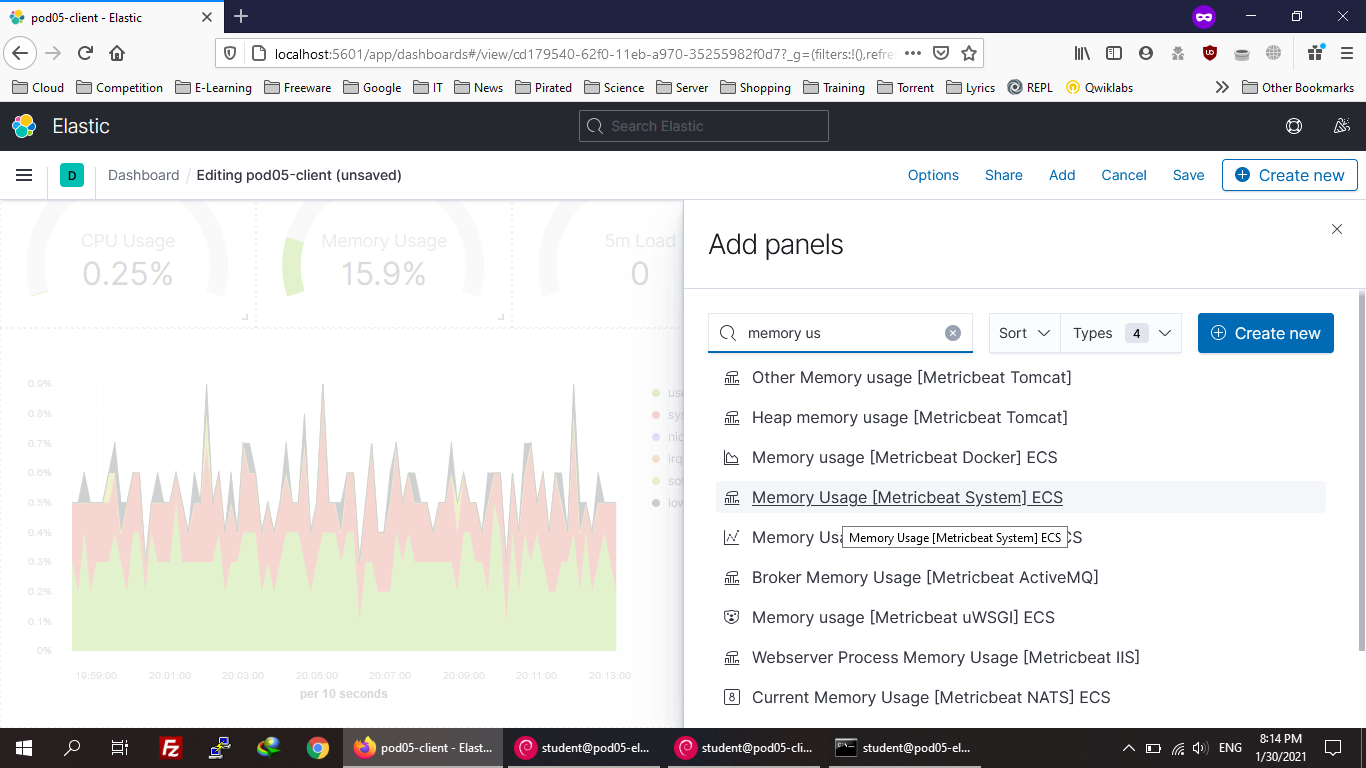 pod05-client - Elastic
localhost:5601/app/dashboards#/view/cd179540-62f0-11eb-a970-35255982f0d7?_g=(filters:!(),refre
Cloud Competition E-Learning Freeware Google IT News Pirated Science Server Shopping Training Torrent Lyrics REPL Qwiklabs Other Bookmarks
Elastic Search Elastic
D Dashboard / Editing pod05-client (unsaved) Options Share Add Cancel Save Create new
CPU Usage
0.25%
Memory Usage
15.9%
5m Load
0
0.9%
0.8%
0.7%
0.6%
0.5%
0.4%
0.3%
0.2%
0.1%
0%
19:59:00 20:01:00 20:03:00 20:05:00 20:07:00 20:09:00 20:11:00 20:13:00
per 10 seconds
use
sys
nic
irq
sof
iow
Add panels
memory us Sort Types 4 Create new
Other Memory usage [Metricbeat Tomcat]
Heap memory usage [Metricbeat Tomcat]
Memory usage [Metricbeat Docker] ECS
Memory Usage [Metricbeat System] ECS
Memory Usa CS
Memory Usage [Metricbeat System] ECS
Broker Memory Usage [Metricbeat ActiveMQ]
Memory usage [Metricbeat uWSGI] ECS
Webserver Process Memory Usage [Metricbeat IIS]
8 Current Memory Usage [Metricbeat NATS] ECS
pod05-client - Elast... student@pod05-el... student@pod05-cli... student@pod05-el... ENG 8:14 PM
1/30/2021